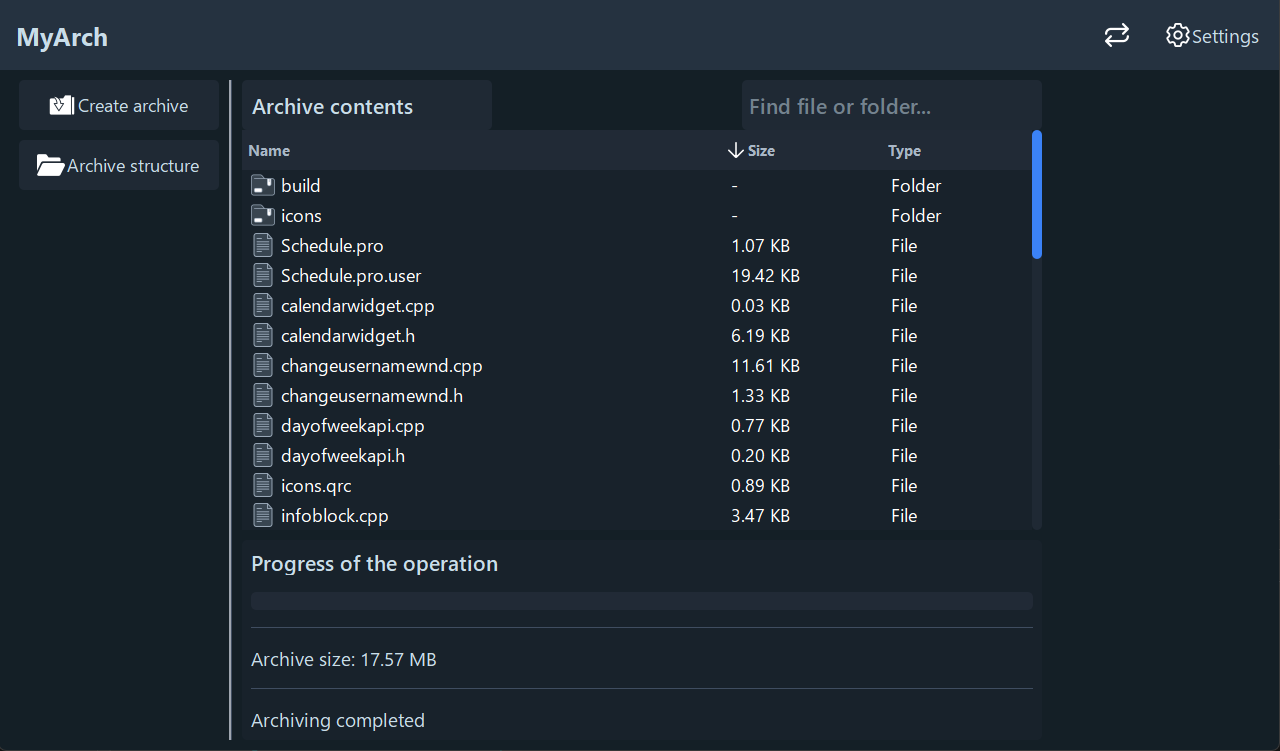 MyArch
Settings
Create archive
Archive structure
Archive contents
Find file or folder...
Name Size Type
build - Folder
icons - Folder
Schedule.pro 1.07 KB File
Schedule.pro.user 19.42 KB File
calendarwidget.cpp 0.03 KB File
calendarwidget.h 6.19 KB File
changeusernamewnd.cpp 11.61 KB File
changeusernamewnd.h 1.33 KB File
dayofweekapi.cpp 0.77 KB File
dayofweekapi.h 0.20 KB File
icons.qrc 0.89 KB File
infoblock.cpp 3.47 KB File
Progress of the operation
Archive size: 17.57 MB
Archiving completed